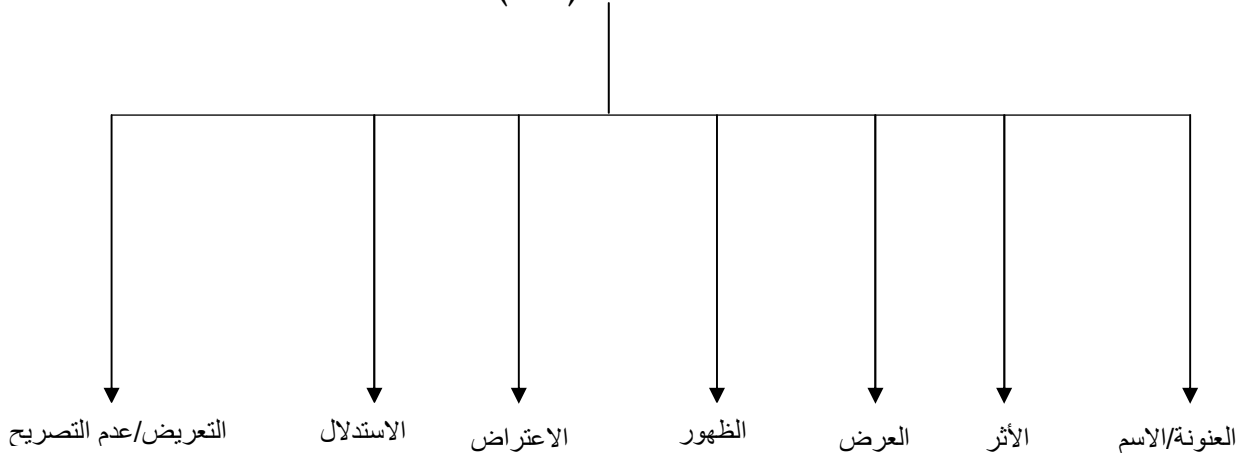 العنونة/الاسم
الأثر
العرض
الظهور
الاعتراض
الاستدلال
التعريض/عدم التصريح